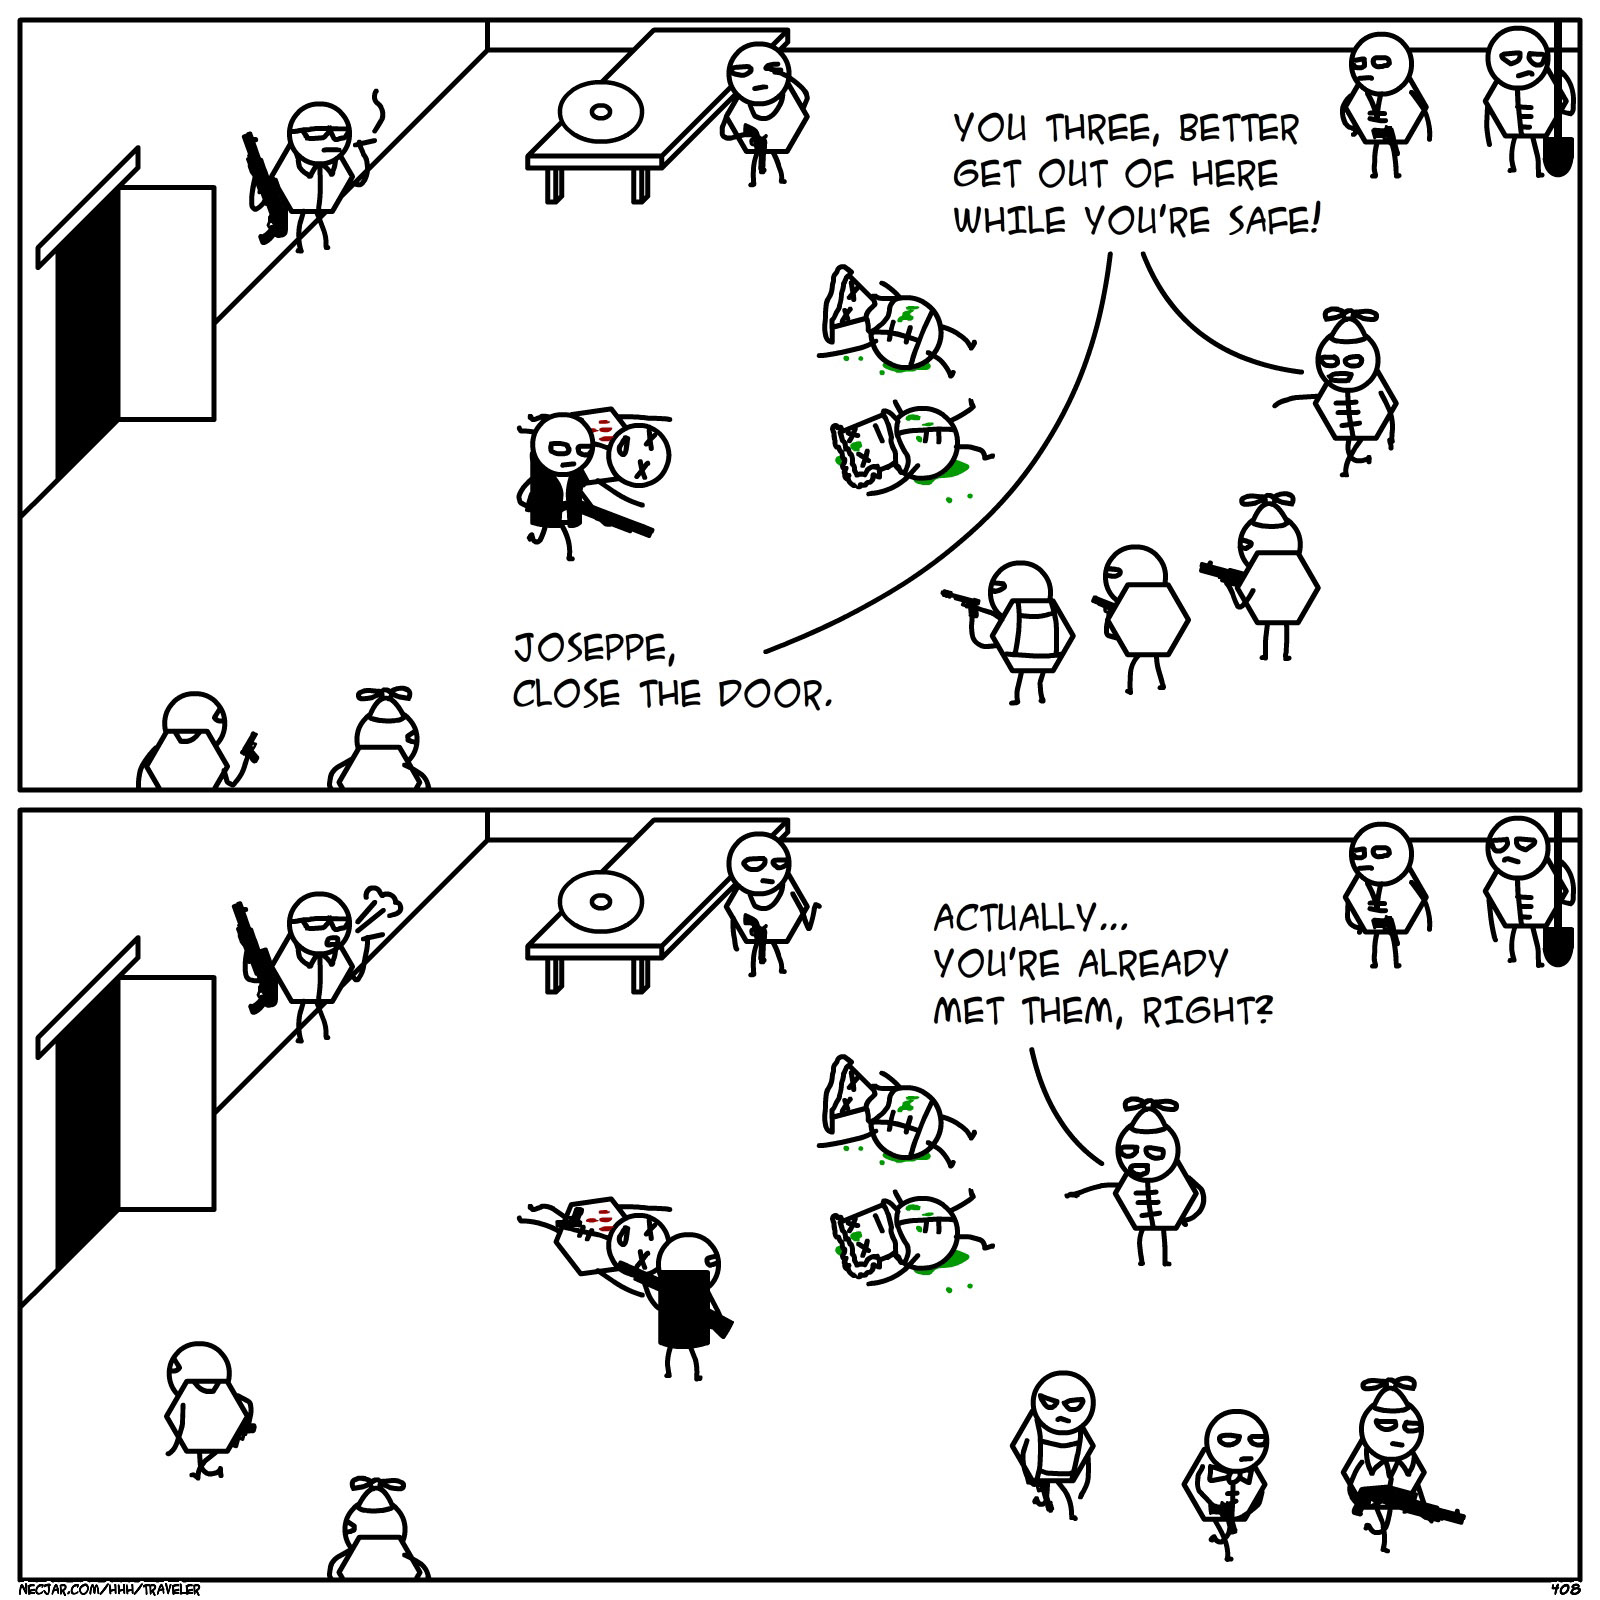 YOU THREE, BETTER
GET OUT OF HERE
WHILE YOU'RE SAFE!
JOSEPPE,
CLOSE THE DOOR.
ACTUALLY...
YOU'RE ALREADY
MET THEM, RIGHT?
NECJAR.COM/HHH/TRAVELER
408